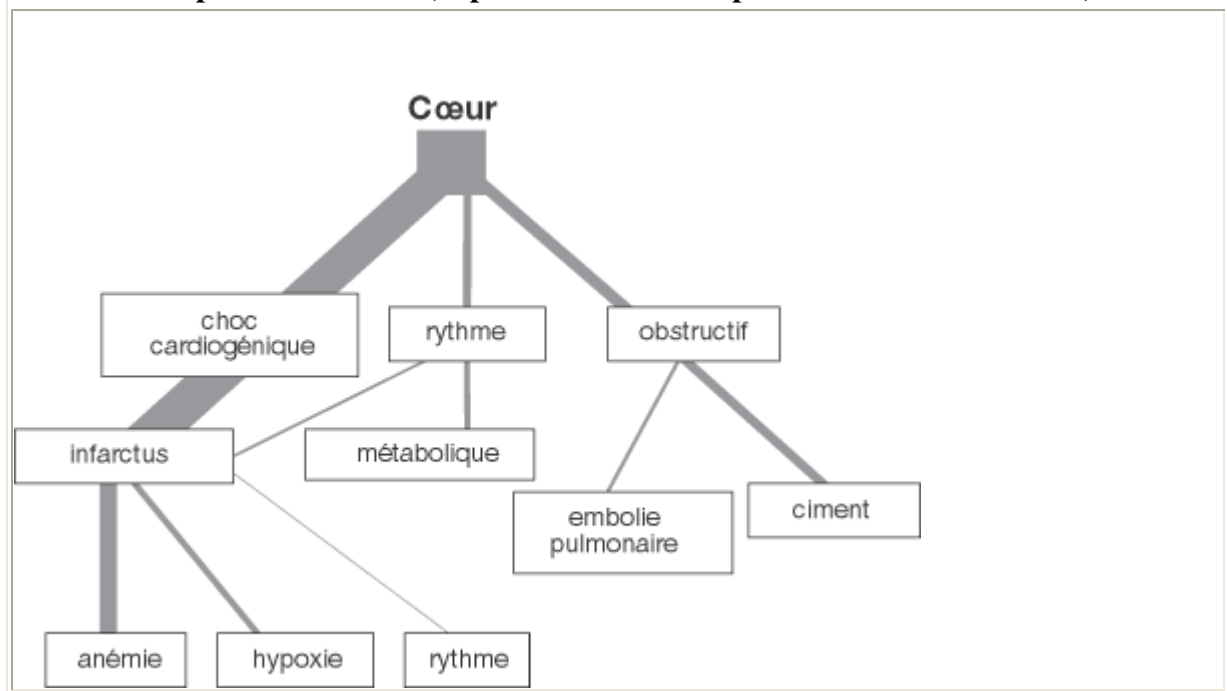 Cœur
choc
cardiogénique
rythme
obstructif
infarctus
métabolique
embolie
pulmonaire
ciment
anémie
hypoxie
rythme